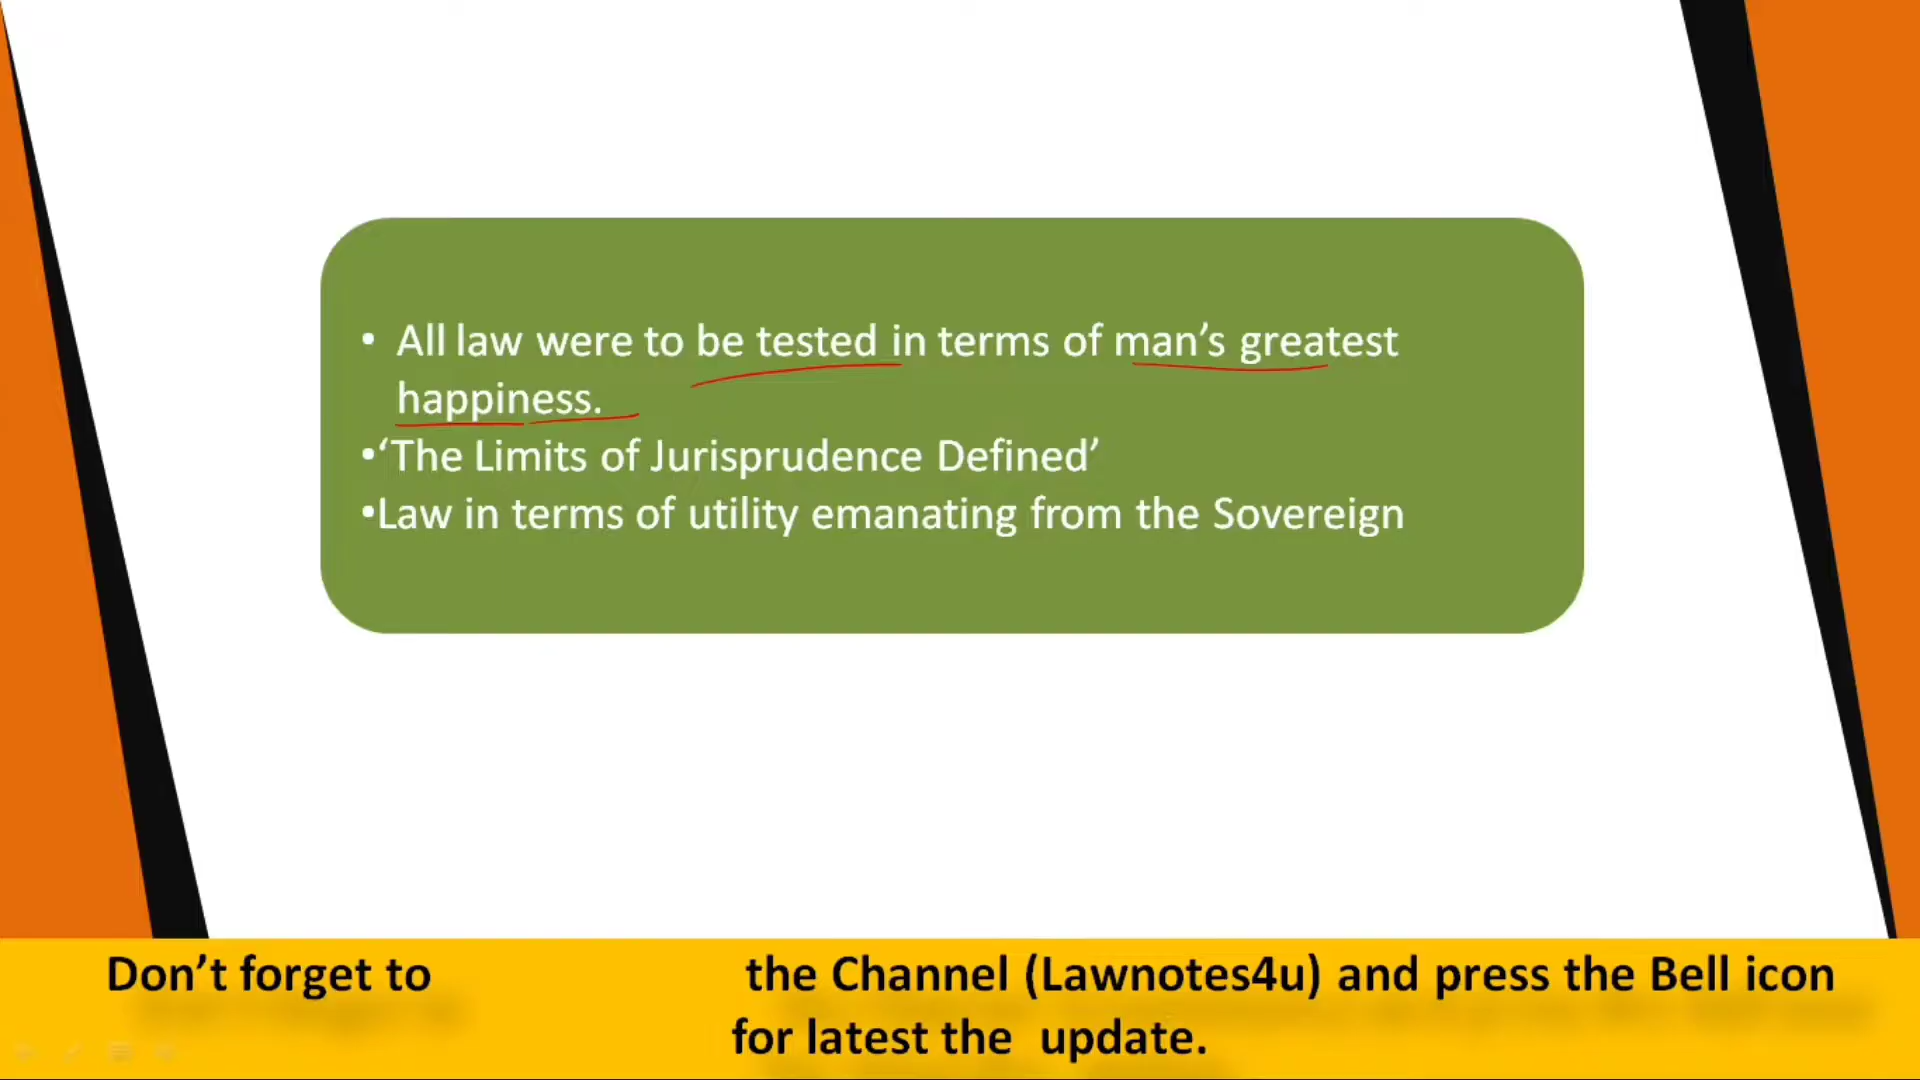 • All law were to be tested in terms of man’s greatest
happiness.
•‘The Limits of Jurisprudence Defined’
•Law in terms of utility emanating from the Sovereign
Don’t forget to the Channel (Lawnotes4u) and press the Bell icon
for latest the update.